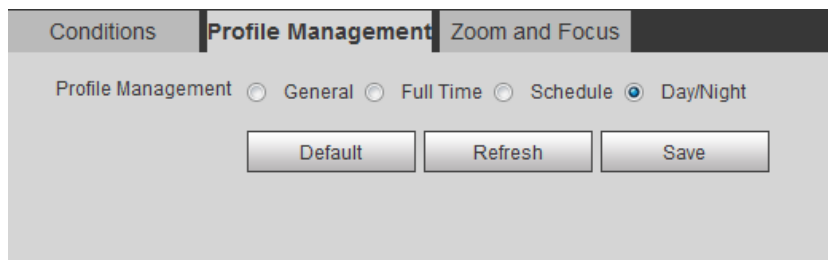 Conditions Profile Management Zoom and Focus
Profile Management General Full Time Schedule Day/Night
Default Refresh Save